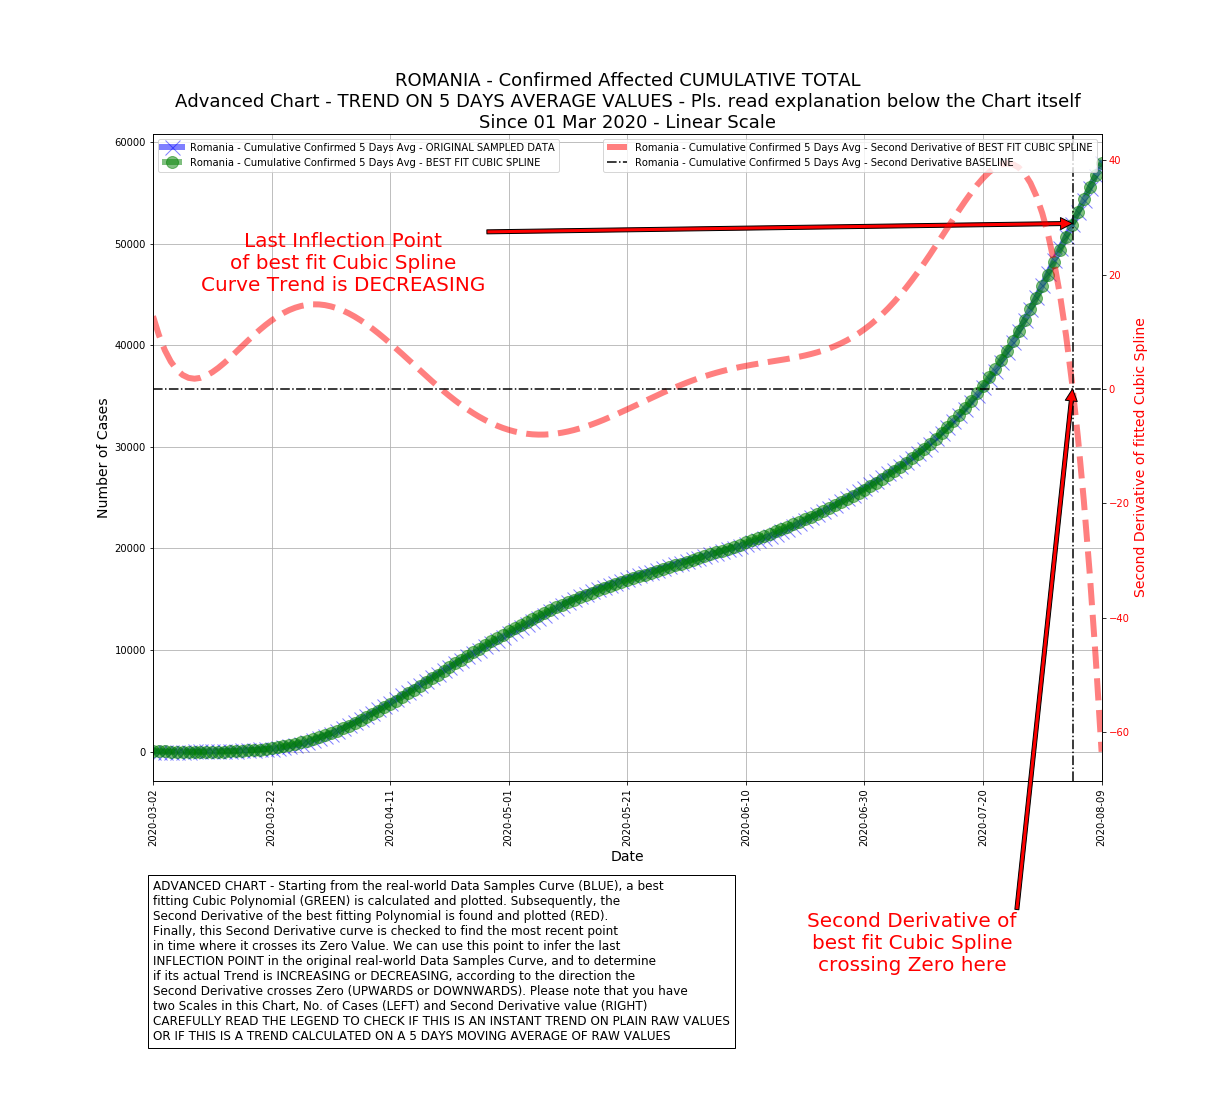 ROMANIA - Confirmed Affected CUMULATIVE TOTAL
Advanced Chart - TREND ON 5 DAYS AVERAGE VALUES - Pls. read explanation below the Chart itself
Since 01 Mar 2020 - Linear Scale
Romania - Cumulative Confirmed 5 Days Avg - ORIGINAL SAMPLED DATA
Romania - Cumulative Confirmed 5 Days Avg - BEST FIT CUBIC SPLINE
Romania - Cumulative Confirmed 5 Days Avg - Second Derivative of BEST FIT CUBIC SPLINE
Romania - Cumulative Confirmed 5 Days Avg - Second Derivative BASELINE
Last Inflection Point
of best fit Cubic Spline
Curve Trend is DECREASING
Number of Cases
60000
50000
40000
30000
20000
10000
0
40
20
0
−20
−40
−60
Second Derivative of fitted Cubic Spline
2020-03-02
2020-03-22
2020-04-11
2020-05-01
2020-05-21
2020-06-10
2020-06-30
2020-07-20
2020-08-09
Date
ADVANCED CHART - Starting from the real-world Data Samples Curve (BLUE), a best
fitting Cubic Polynomial (GREEN) is calculated and plotted. Subsequently, the
Second Derivative of the best fitting Polynomial is found and plotted (RED).
Finally, this Second Derivative curve is checked to find the most recent point
in time where it crosses its Zero Value. We can use this point to infer the last
INFLECTION POINT in the original real-world Data Samples Curve, and to determine
if its actual Trend is INCREASING or DECREASING, according to the direction the
Second Derivative crosses Zero (UPWARDS or DOWNWARDS). Please note that you have
two Scales in this Chart, No. of Cases (LEFT) and Second Derivative value (RIGHT)
CAREFULLY READ THE LEGEND TO CHECK IF THIS IS AN INSTANT TREND ON PLAIN RAW VALUES
OR IF THIS IS A TREND CALCULATED ON A 5 DAYS MOVING AVERAGE OF RAW VALUES
Second Derivative of
best fit Cubic Spline
crossing Zero here